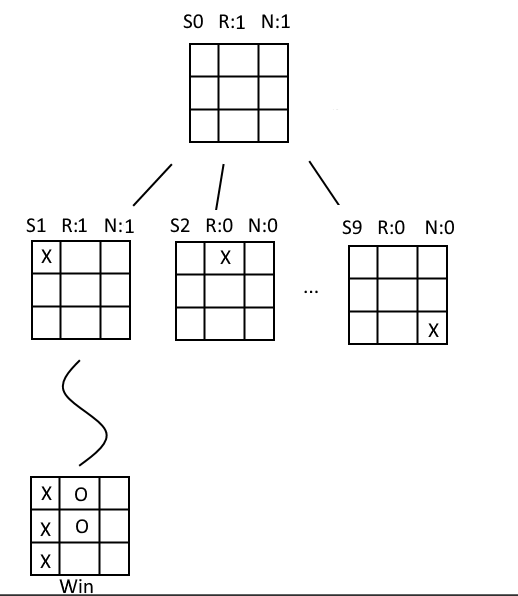 S0 R:1 N:1
S1 R:1 N:1
S2 R:0 N:0
S9 R:0 N:0
X
X
...
X
X O
X O
X
Win